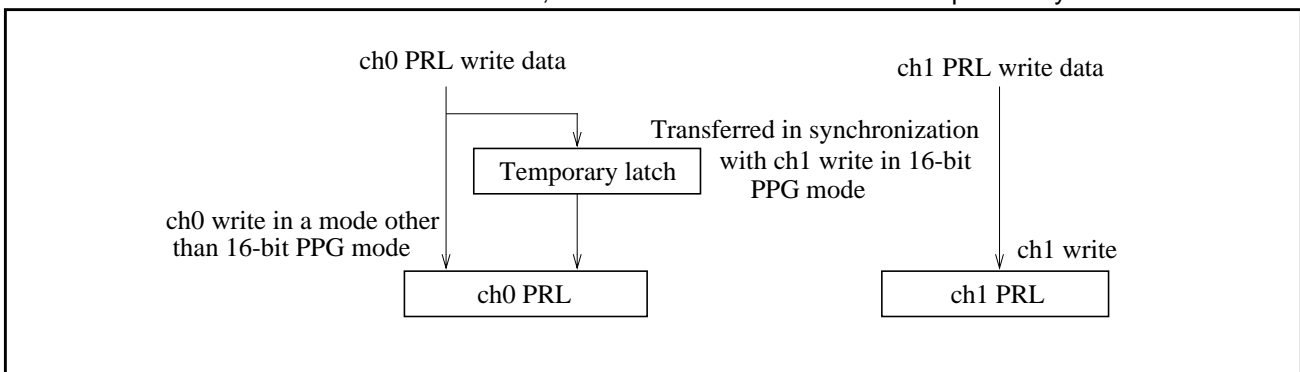 ch0 PRL write data
ch1 PRL write data
Transferred in synchronization
with ch1 write in 16-bit
PPG mode
Temporary latch
ch0 write in a mode other
than 16-bit PPG mode
ch1 write
ch0 PRL
ch1 PRL